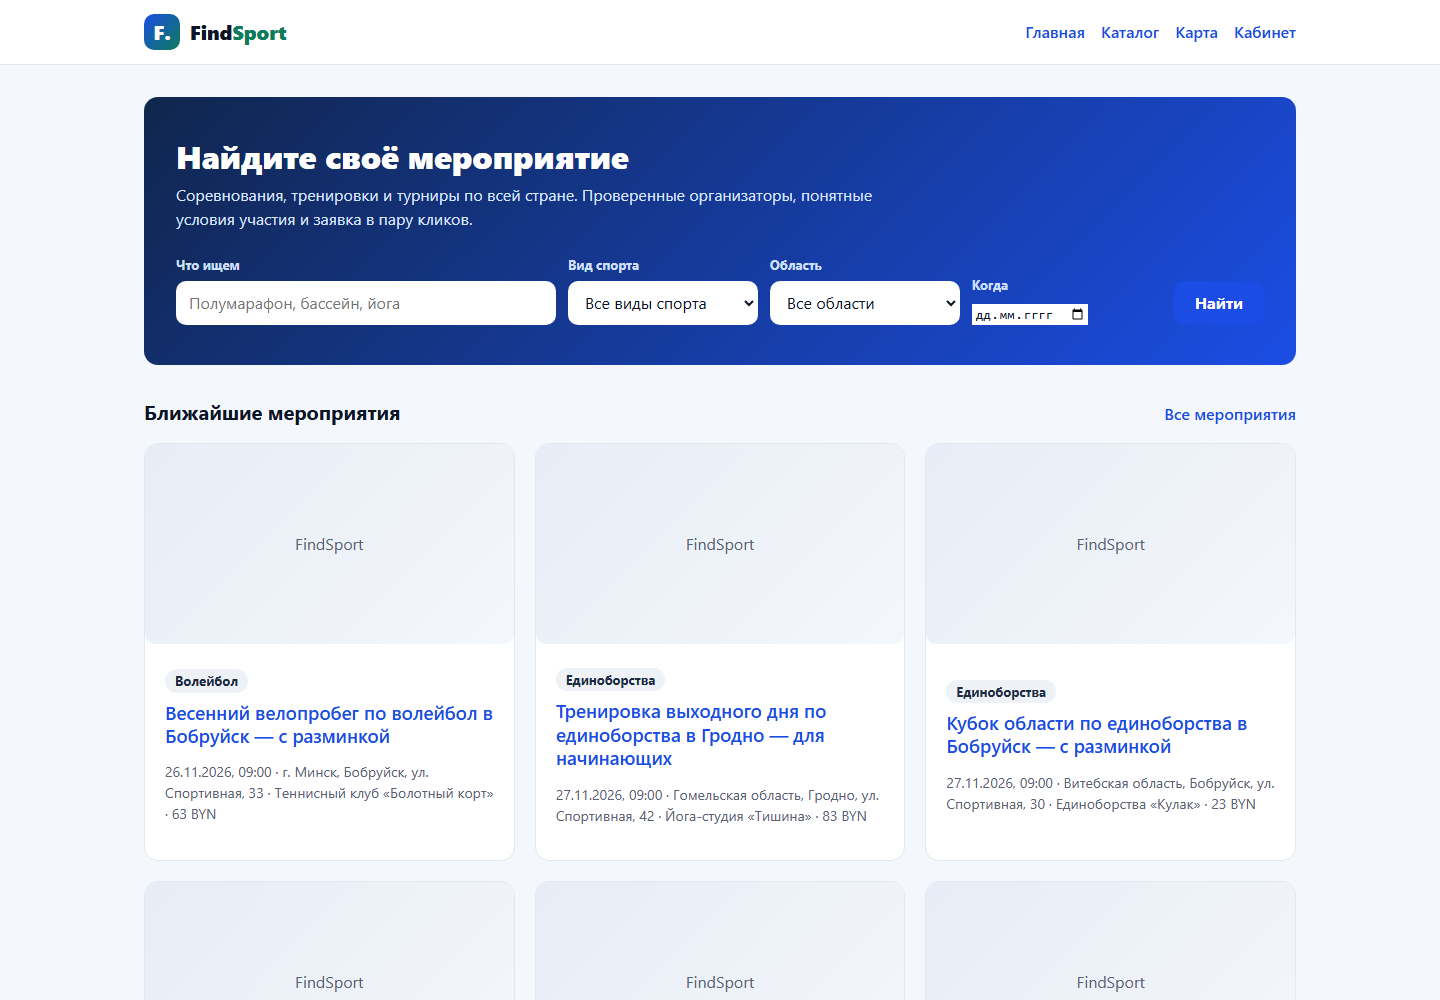 F. FindSport
Главная Каталог Карта Кабинет
Найдите своё мероприятие
Соревнования, тренировки и турниры по всей стране. Проверенные организаторы, понятные
условия участия и заявка в пару кликов.
Что ищем
Полумарафон, бассейн, йога
Вид спорта
Все виды спорта
Область
Все области
Когда
дд.мм.гггг
Найти
Ближайшие мероприятия
Все мероприятия
FindSport
Волейбол
Весенний велопробег по волейбол в
Бобруйск — с разминкой
26.11.2026, 09:00 · г. Минск, Бобруйск, ул.
Спортивная, 33 · Теннисный клуб «Болотный корт»
· 63 BYN
FindSport
Единоборства
Тренировка выходного дня по
единоборства в Гродно — для
начинающих
27.11.2026, 09:00 · Гомельская область, Гродно, ул.
Спортивная, 42 · Йога-студия «Тишина» · 83 BYN
FindSport
Единоборства
Кубок области по единоборства в
Бобруйск — с разминкой
27.11.2026, 09:00 · Витебская область, Бобруйск, ул.
Спортивная, 30 · Единоборства «Кулак» · 23 BYN
FindSport
FindSport
FindSport